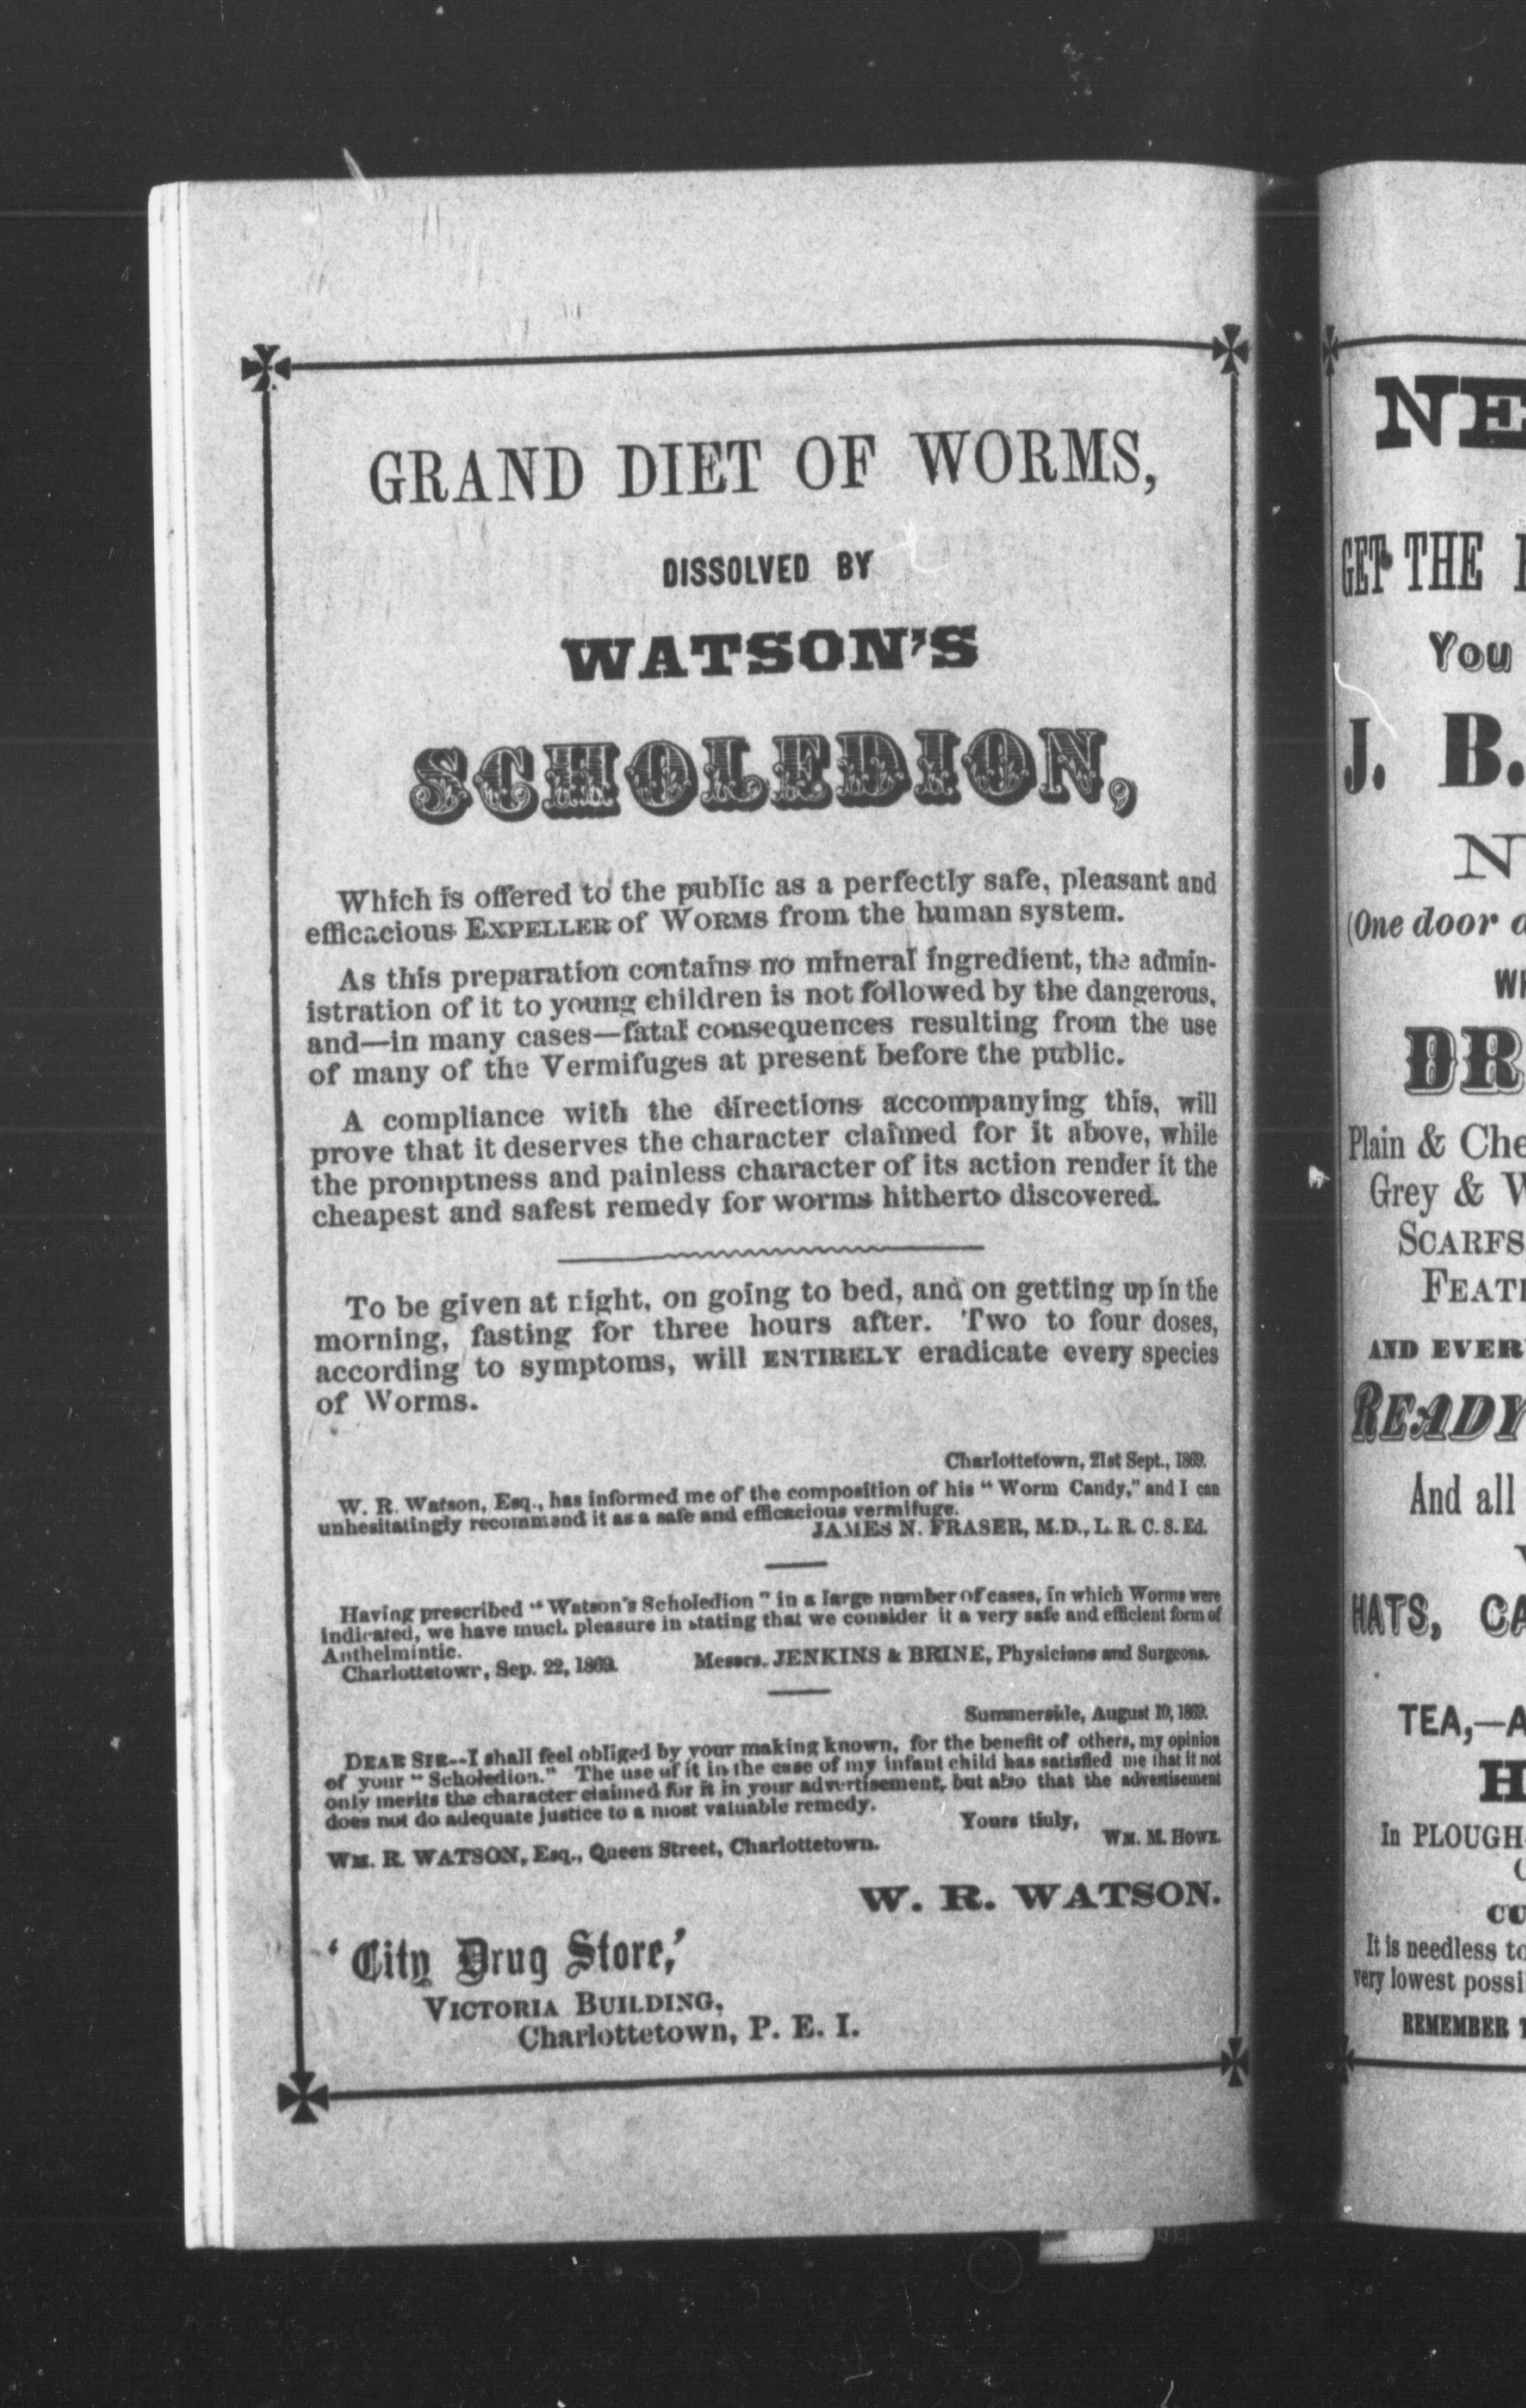 GRAND DIET OF WORMS,
DISSOLVED BY
WATSON'S
SCHOLEDION,
Which is offered to the public as a perfectly safe, pleasant and
efficacious EXPELLER of WORMS from the human system.
As this preparation contains no mineral ingredient, the admin-
istration of it to young children is not followed by the dangerous,
and—in many cases—fatal consequences resulting from the use
of many of the Vermifuges at present before the public.
A compliance with the directions accompanying this, will
prove that it deserves the character claimed for it above, while
the promptness and painless character of its action render it the
cheapest and safest remedy for worms hitherto discovered.
To be given at night, on going to bed, and on getting up in the
morning, fasting for three hours after. Two to four doses,
according to symptoms, will ENTIRELY eradicate every species
of Worms.
Charlottetown, 21st Sept., 1869.
W. R. Watson, Esq., has informed me of the composition of his "Worm Candy," and I can
unhesitatingly recommend it as a safe and efficacious vermifuge.
JAMES N. FRASER, M.D., L. R. C. S. Ed.
Having prescribed "Watson's Scholedion" in a large number of cases, in which Worms were
indicated, we have much pleasure in stating that we consider it a very safe and efficient form of
Anthelmintic.
Charlottetown, Sep. 22, 1869. Messrs. JENKINS & BRINE, Physicians and Surgeons.
Summerside, August 10, 1869.
DEAR SIR--I shall feel obliged by your making known, for the benefit of others, my opinion
of your "Scholedion." The use of it in the case of my infant child has satisfied me that it not
only merits the character claimed for it in your advertisement, but also that the advertisement
does not do adequate justice to a most valuable remedy.
Yours truly,
WM. M. HOWE.
WM. R. WATSON, Esq., Queen Street, Charlottetown.
W. R. WATSON.
'City Drug Store,'
VICTORIA BUILDING,
Charlottetown, P. E. I.
NE
GET THE
You
J. B.
N
(One door
WH
DR
Plain & Che
Grey & W
SCARFS
FEAT
AND EVER
READY
And all
HATS, CA
TEA,—A
H
In PLOUGH
CU
It is needless to
very lowest possi
REMEMBER